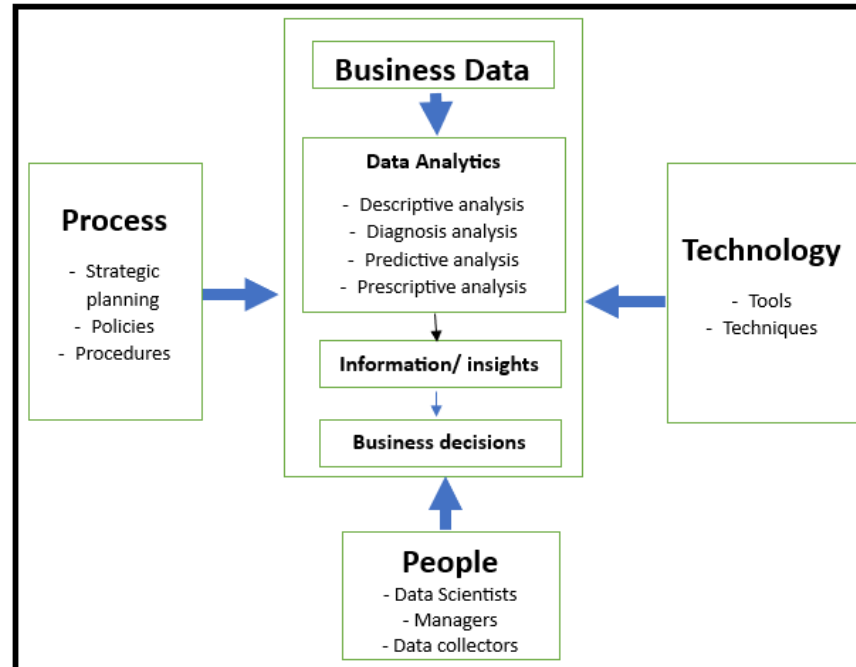 Business Data
Data Analytics
- Descriptive analysis
- Diagnosis analysis
- Predictive analysis
- Prescriptive analysis
Information/ insights
Business decisions
Process
- Strategic
planning
- Policies
- Procedures
Technology
- Tools
- Techniques
People
- Data Scientists
- Managers
- Data collectors